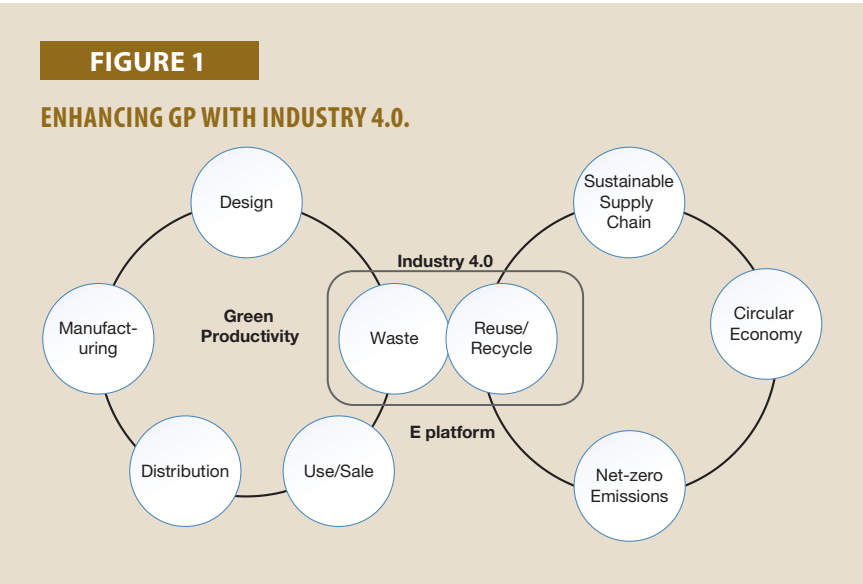 FIGURE 1
ENHANCING GP WITH INDUSTRY 4.0.
Design
Manufact-
uring
Green
Productivity
Distribution
Use/Sale
Industry 4.0
Waste
Reuse/
Recycle
E platform
Sustainable
Supply
Chain
Circular
Economy
Net-zero
Emissions